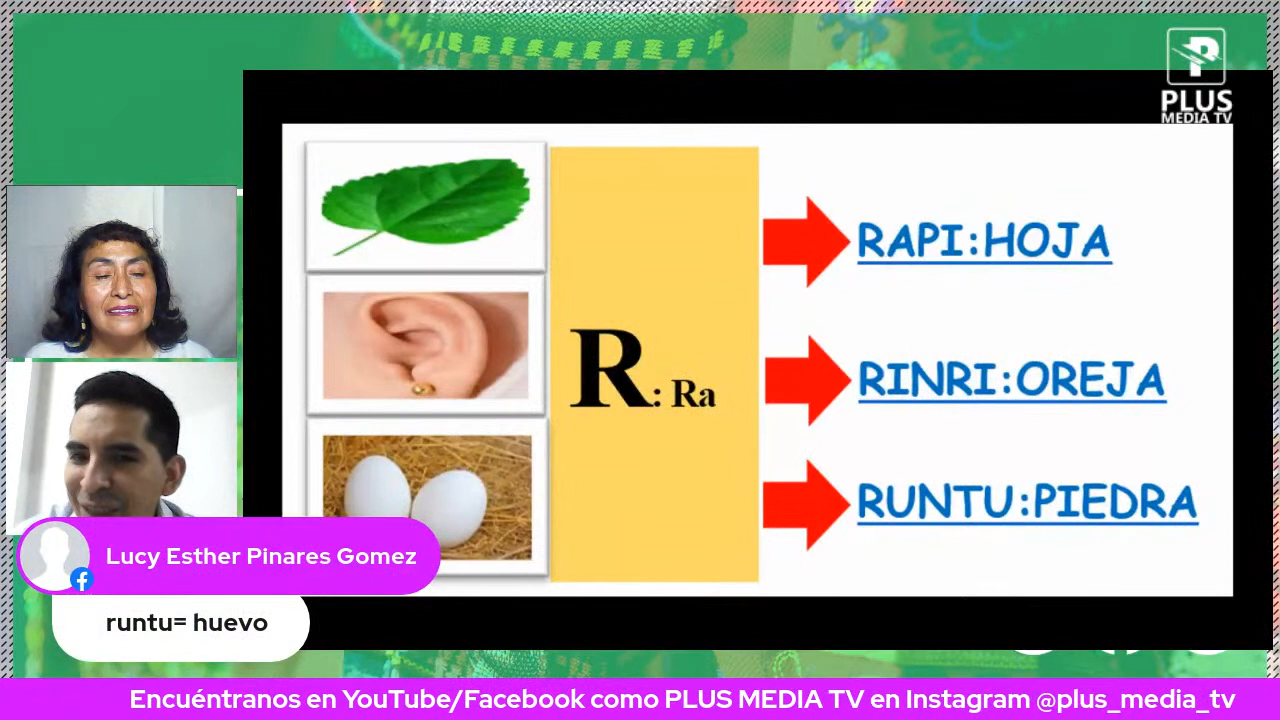 PLUS
MEDIA TV
RAPI:HOJA
R: Ra
RINRI:OREJA
RUNTU:PIEDRA
Lucy Esther Pinares Gomez
runtu= huevo
Encuéntranos en YouTube/Facebook como PLUS MEDIA TV en Instagram @plus_media_tv